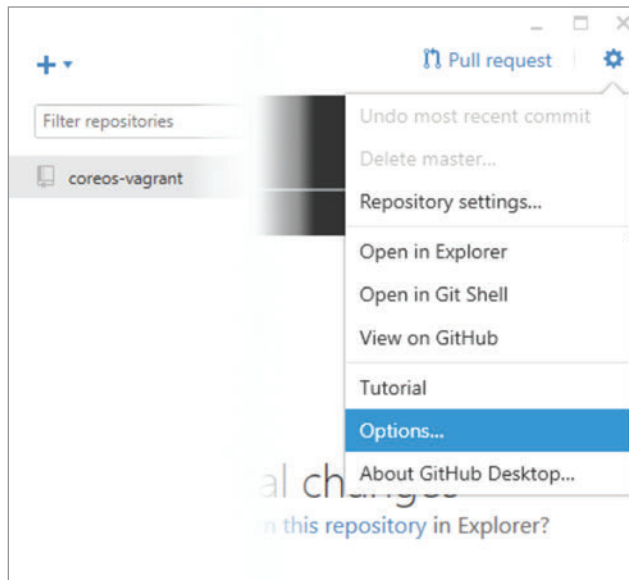 Pull request
Filter repositories
coreos-vagrant
Undo most recent commit
Delete master...
Repository settings...
Open in Explorer
Open in Git Shell
View on GitHub
Tutorial
Options...
About GitHub Desktop...
al changes
this repository in Explorer?